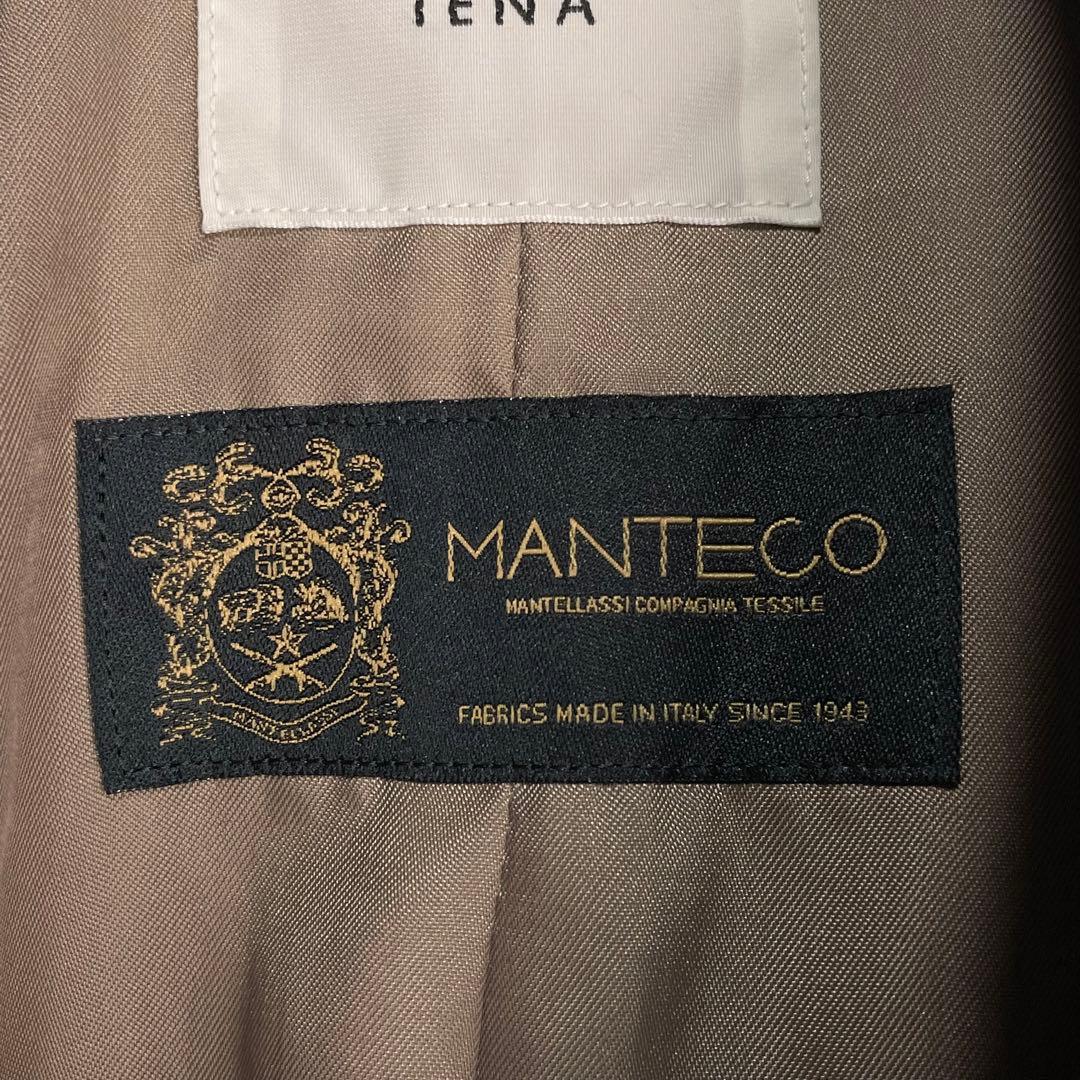 IENA
MANTECO
MANTELLASSI COMPAGNIA TESSILE
FABRICS MADE IN ITALY SINCE 1943